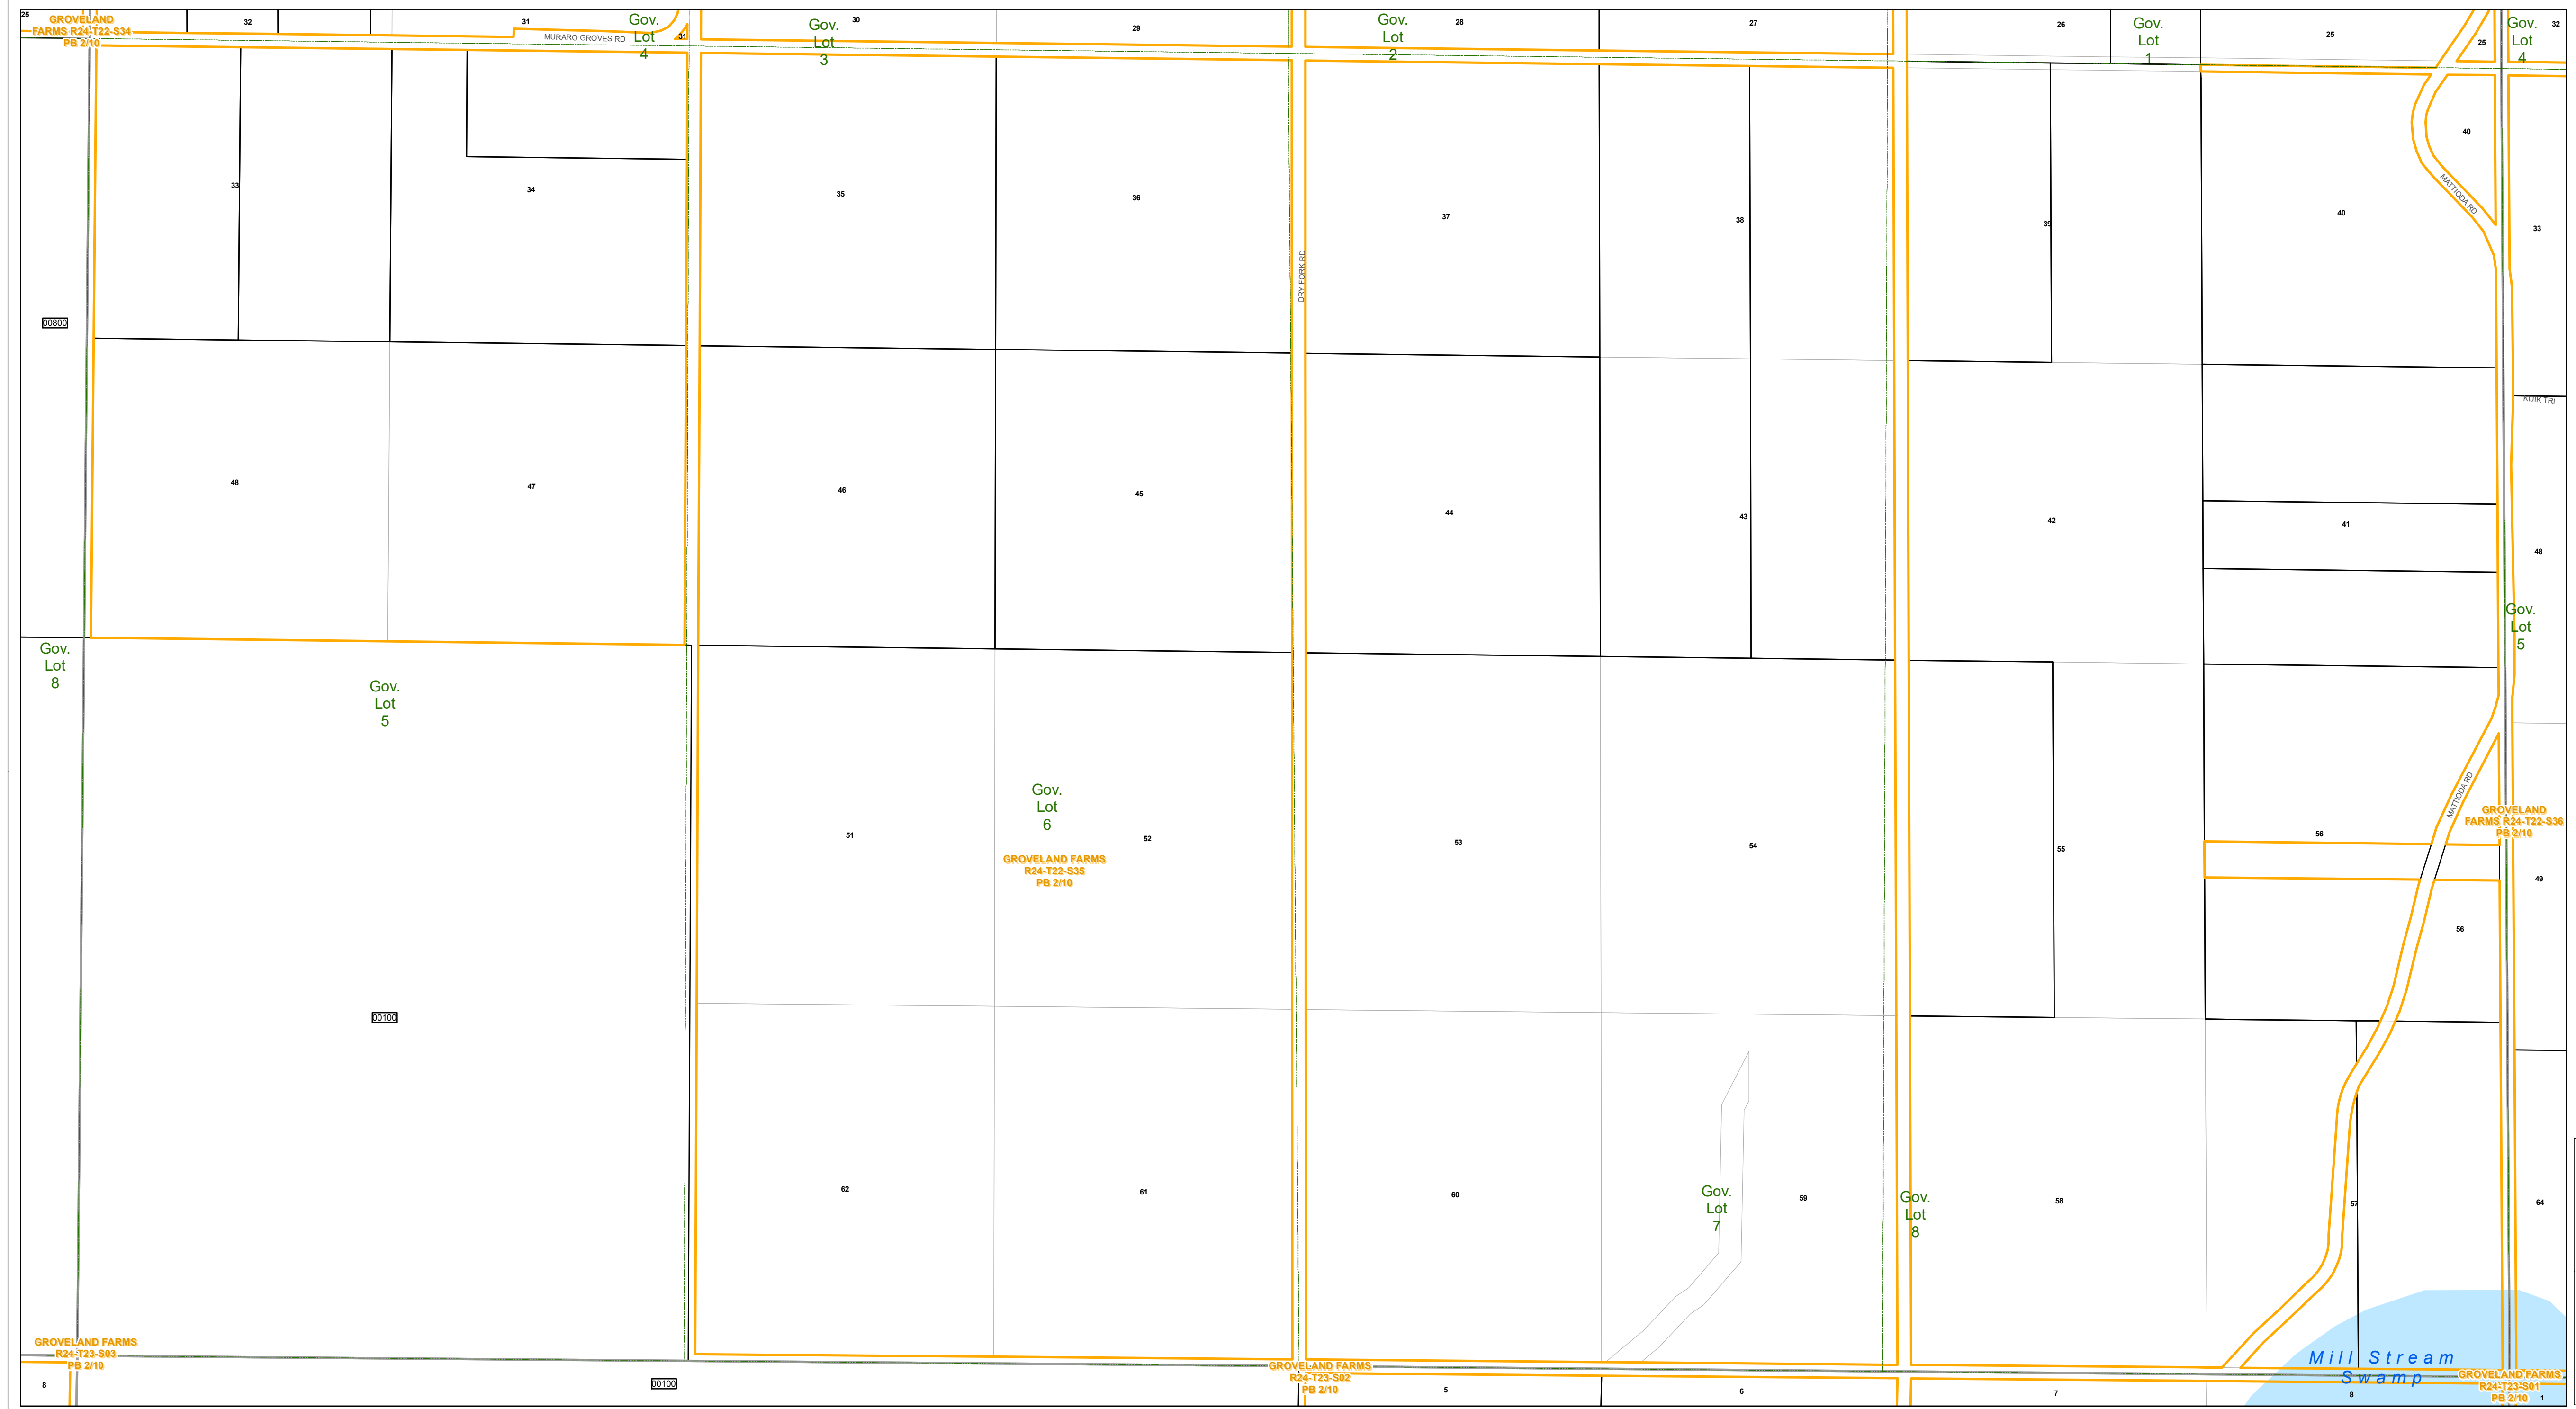 25
GROVELAND
FARMS R24-T22-S34
PB 2/10
32
31
MURARO GROVES RD
Gov.
Lot
4
31
Gov.
Lot
3
30
29
Gov.
Lot
2
28
27
26
Gov.
Lot
1
25
25
Gov.
Lot
4
32
33
34
35
36
37
38
39
40
40
MATTIODA RD
33
DRY FORK RD
00800
KIJIK TRL
48
47
46
45
44
43
42
41
48
Gov.
Lot
8
Gov.
Lot
5
Gov.
Lot
5
Gov.
Lot
6
GROVELAND FARMS
R24-T22-S35
PB 2/10
51
52
53
54
55
56
MATTIODA RD
GROVELAND
FARMS R24-T22-S36
PB 2/10
49
56
00100
62
61
60
Gov.
Lot
7
59
Gov.
Lot
8
58
57
64
GROVELAND FARMS
R24-T23-S03
PB 2/10
8
00100
GROVELAND FARMS
R24-T23-S02
PB 2/10
5
6
7
Mill Stream
Swamp
8
GROVELAND FARMS
R24-T23-S01
PB 2/10
1